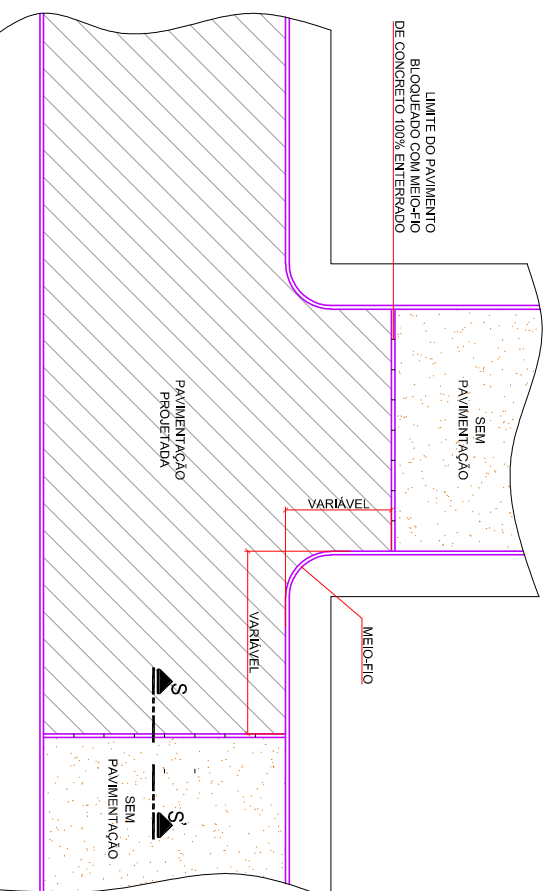 LIMITE DO PAVIMENTO
BLOQUEADO COM MEIO-FIO
DE CONCRETO 100% ENTERRADO
SEM
PAVIMENTAÇÃO
PAVIMENTAÇÃO
PROJETADA
VARIÁVEL
VARIÁVEL
MEIO-FIO
S
S'
SEM
PAVIMENTAÇÃO